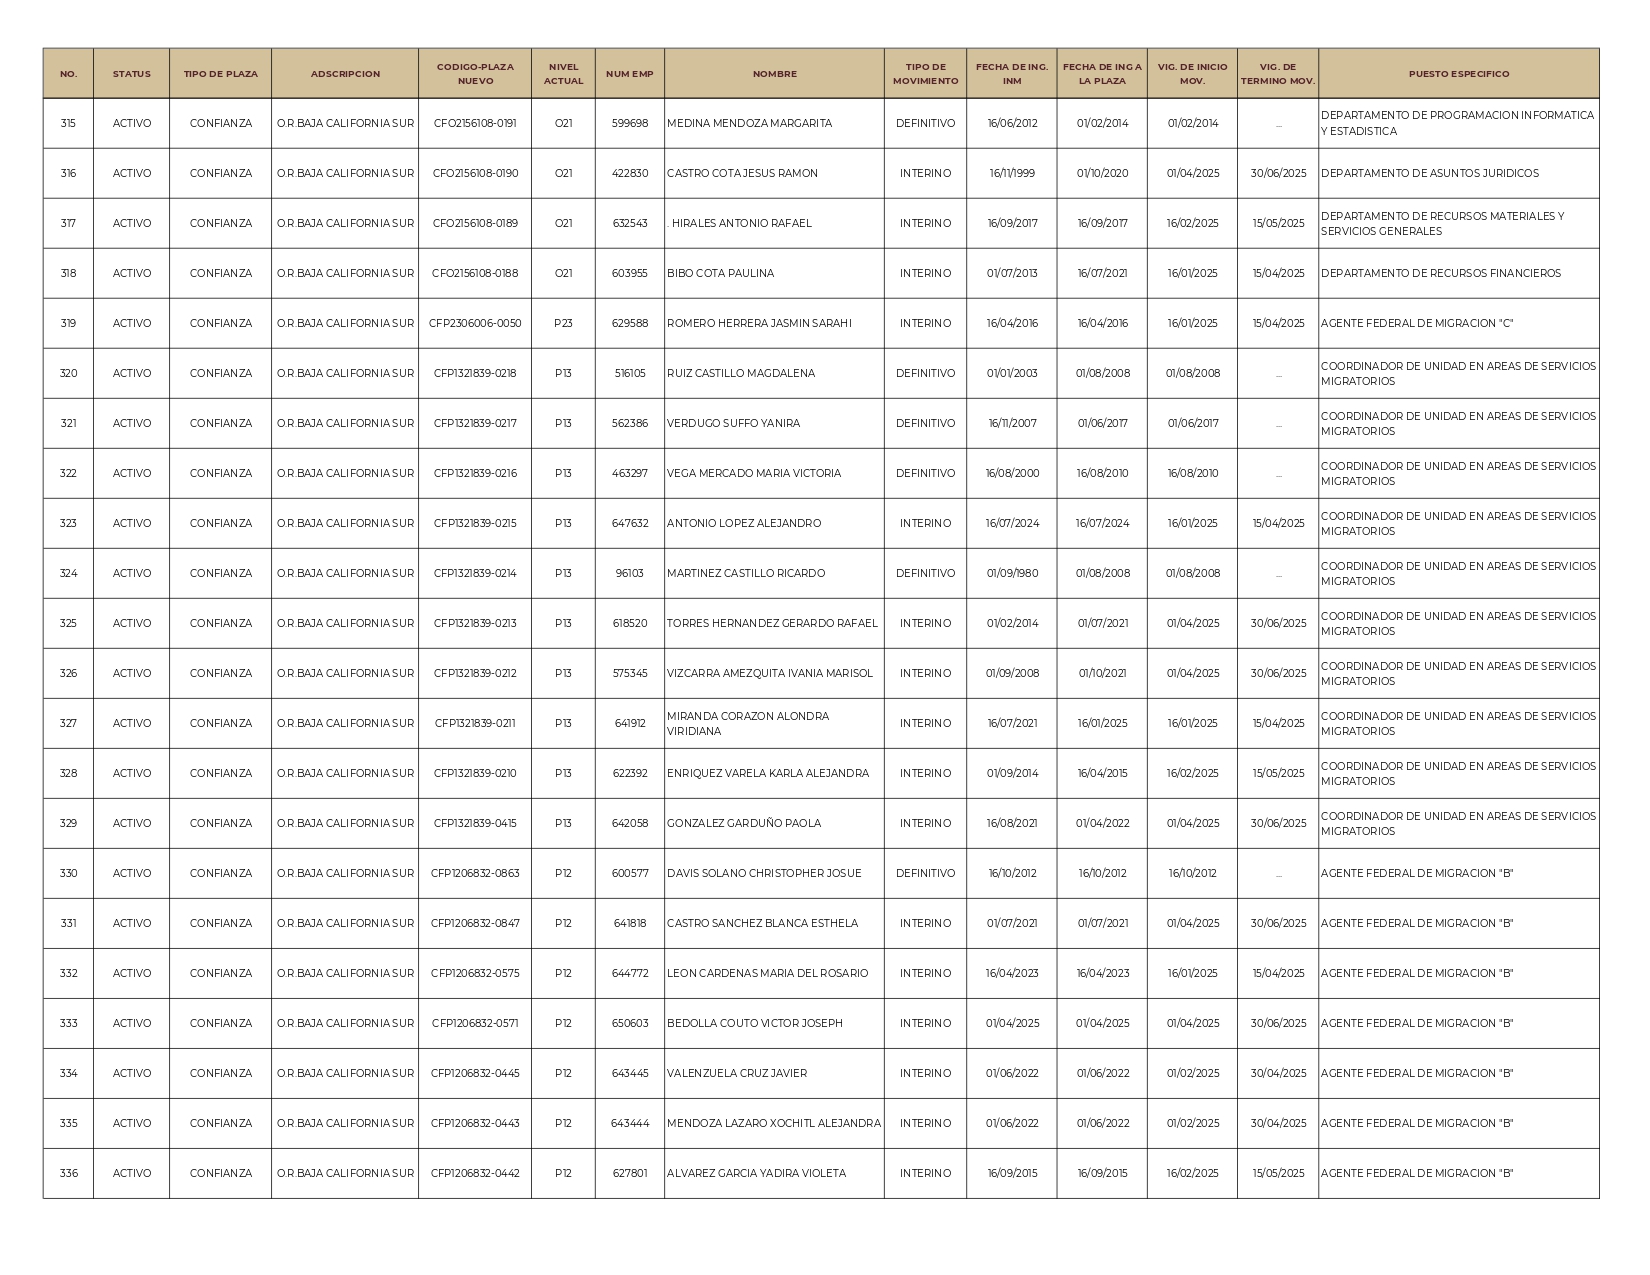 NO. STATUS TIPO DE PLAZA ADSCRIPCION CODIGO-PLAZA NUEVO NIVEL ACTUAL NUM EMP NOMBRE TIPO DE MOVIMIENTO FECHA DE ING. INM FECHA DE ING A LA PLAZA VIG. DE INICIO MOV. VIG. DE TERMINO MOV. PUESTO ESPECIFICO
315 ACTIVO CONFIANZA O.R.BAJA CALIFORNIA SUR CFO2156108-0191 O21 599698 MEDINA MENDOZA MARGARITA DEFINITIVO 16/06/2012 01/02/2014 01/02/2014 ... DEPARTAMENTO DE PROGRAMACION INFORMATICA Y ESTADISTICA
316 ACTIVO CONFIANZA O.R.BAJA CALIFORNIA SUR CFO2156108-0190 O21 422830 CASTRO COTA JESUS RAMON INTERINO 16/11/1999 01/10/2020 01/04/2025 30/06/2025 DEPARTAMENTO DE ASUNTOS JURIDICOS
317 ACTIVO CONFIANZA O.R.BAJA CALIFORNIA SUR CFO2156108-0189 O21 632543 . HIRALES ANTONIO RAFAEL INTERINO 16/09/2017 16/09/2017 16/02/2025 15/05/2025 DEPARTAMENTO DE RECURSOS MATERIALES Y SERVICIOS GENERALES
318 ACTIVO CONFIANZA O.R.BAJA CALIFORNIA SUR CFO2156108-0188 O21 603955 BIBO COTA PAULINA INTERINO 01/07/2013 16/07/2021 16/01/2025 15/04/2025 DEPARTAMENTO DE RECURSOS FINANCIEROS
319 ACTIVO CONFIANZA O.R.BAJA CALIFORNIA SUR CFP2306006-0050 P23 629588 ROMERO HERRERA JASMIN SARAHI INTERINO 16/04/2016 16/04/2016 16/01/2025 15/04/2025 AGENTE FEDERAL DE MIGRACION "C"
320 ACTIVO CONFIANZA O.R.BAJA CALIFORNIA SUR CFP1321839-0218 P13 516105 RUIZ CASTILLO MAGDALENA DEFINITIVO 01/01/2003 01/08/2008 01/08/2008 ... COORDINADOR DE UNIDAD EN AREAS DE SERVICIOS MIGRATORIOS
321 ACTIVO CONFIANZA O.R.BAJA CALIFORNIA SUR CFP1321839-0217 P13 562386 VERDUGO SUFFO YANIRA DEFINITIVO 16/11/2007 01/06/2017 01/06/2017 ... COORDINADOR DE UNIDAD EN AREAS DE SERVICIOS MIGRATORIOS
322 ACTIVO CONFIANZA O.R.BAJA CALIFORNIA SUR CFP1321839-0216 P13 463297 VEGA MERCADO MARIA VICTORIA DEFINITIVO 16/08/2000 16/08/2010 16/08/2010 ... COORDINADOR DE UNIDAD EN AREAS DE SERVICIOS MIGRATORIOS
323 ACTIVO CONFIANZA O.R.BAJA CALIFORNIA SUR CFP1321839-0215 P13 647632 ANTONIO LOPEZ ALEJANDRO INTERINO 16/07/2024 16/07/2024 16/01/2025 15/04/2025 COORDINADOR DE UNIDAD EN AREAS DE SERVICIOS MIGRATORIOS
324 ACTIVO CONFIANZA O.R.BAJA CALIFORNIA SUR CFP1321839-0214 P13 96103 MARTINEZ CASTILLO RICARDO DEFINITIVO 01/09/1980 01/08/2008 01/08/2008 ... COORDINADOR DE UNIDAD EN AREAS DE SERVICIOS MIGRATORIOS
325 ACTIVO CONFIANZA O.R.BAJA CALIFORNIA SUR CFP1321839-0213 P13 618520 TORRES HERNANDEZ GERARDO RAFAEL INTERINO 01/02/2014 01/07/2021 01/04/2025 30/06/2025 COORDINADOR DE UNIDAD EN AREAS DE SERVICIOS MIGRATORIOS
326 ACTIVO CONFIANZA O.R.BAJA CALIFORNIA SUR CFP1321839-0212 P13 575345 VIZCARRA AMEZQUITA IVANIA MARISOL INTERINO 01/09/2008 01/10/2021 01/04/2025 30/06/2025 COORDINADOR DE UNIDAD EN AREAS DE SERVICIOS MIGRATORIOS
327 ACTIVO CONFIANZA O.R.BAJA CALIFORNIA SUR CFP1321839-0211 P13 641912 MIRANDA CORAZON ALONDRA VIRIDIANA INTERINO 16/07/2021 16/01/2025 16/01/2025 15/04/2025 COORDINADOR DE UNIDAD EN AREAS DE SERVICIOS MIGRATORIOS
328 ACTIVO CONFIANZA O.R.BAJA CALIFORNIA SUR CFP1321839-0210 P13 622392 ENRIQUEZ VARELA KARLA ALEJANDRA INTERINO 01/09/2014 16/04/2015 16/02/2025 15/05/2025 COORDINADOR DE UNIDAD EN AREAS DE SERVICIOS MIGRATORIOS
329 ACTIVO CONFIANZA O.R.BAJA CALIFORNIA SUR CFP1321839-0415 P13 642058 GONZALEZ GARDUÑO PAOLA INTERINO 16/08/2021 01/04/2022 01/04/2025 30/06/2025 COORDINADOR DE UNIDAD EN AREAS DE SERVICIOS MIGRATORIOS
330 ACTIVO CONFIANZA O.R.BAJA CALIFORNIA SUR CFP1206832-0863 P12 600577 DAVIS SOLANO CHRISTOPHER JOSUE DEFINITIVO 16/10/2012 16/10/2012 16/10/2012 ... AGENTE FEDERAL DE MIGRACION "B"
331 ACTIVO CONFIANZA O.R.BAJA CALIFORNIA SUR CFP1206832-0847 P12 641818 CASTRO SANCHEZ BLANCA ESTHELA INTERINO 01/07/2021 01/07/2021 01/04/2025 30/06/2025 AGENTE FEDERAL DE MIGRACION "B"
332 ACTIVO CONFIANZA O.R.BAJA CALIFORNIA SUR CFP1206832-0575 P12 644772 LEON CARDENAS MARIA DEL ROSARIO INTERINO 16/04/2023 16/04/2023 16/01/2025 15/04/2025 AGENTE FEDERAL DE MIGRACION "B"
333 ACTIVO CONFIANZA O.R.BAJA CALIFORNIA SUR CFP1206832-0571 P12 650603 BEDOLLA COUTO VICTOR JOSEPH INTERINO 01/04/2025 01/04/2025 01/04/2025 30/06/2025 AGENTE FEDERAL DE MIGRACION "B"
334 ACTIVO CONFIANZA O.R.BAJA CALIFORNIA SUR CFP1206832-0445 P12 643445 VALENZUELA CRUZ JAVIER INTERINO 01/06/2022 01/06/2022 01/02/2025 30/04/2025 AGENTE FEDERAL DE MIGRACION "B"
335 ACTIVO CONFIANZA O.R.BAJA CALIFORNIA SUR CFP1206832-0443 P12 643444 MENDOZA LAZARO XOCHITL ALEJANDRA INTERINO 01/06/2022 01/06/2022 01/02/2025 30/04/2025 AGENTE FEDERAL DE MIGRACION "B"
336 ACTIVO CONFIANZA O.R.BAJA CALIFORNIA SUR CFP1206832-0442 P12 627801 ALVAREZ GARCIA YADIRA VIOLETA INTERINO 16/09/2015 16/09/2015 16/02/2025 15/05/2025 AGENTE FEDERAL DE MIGRACION "B"